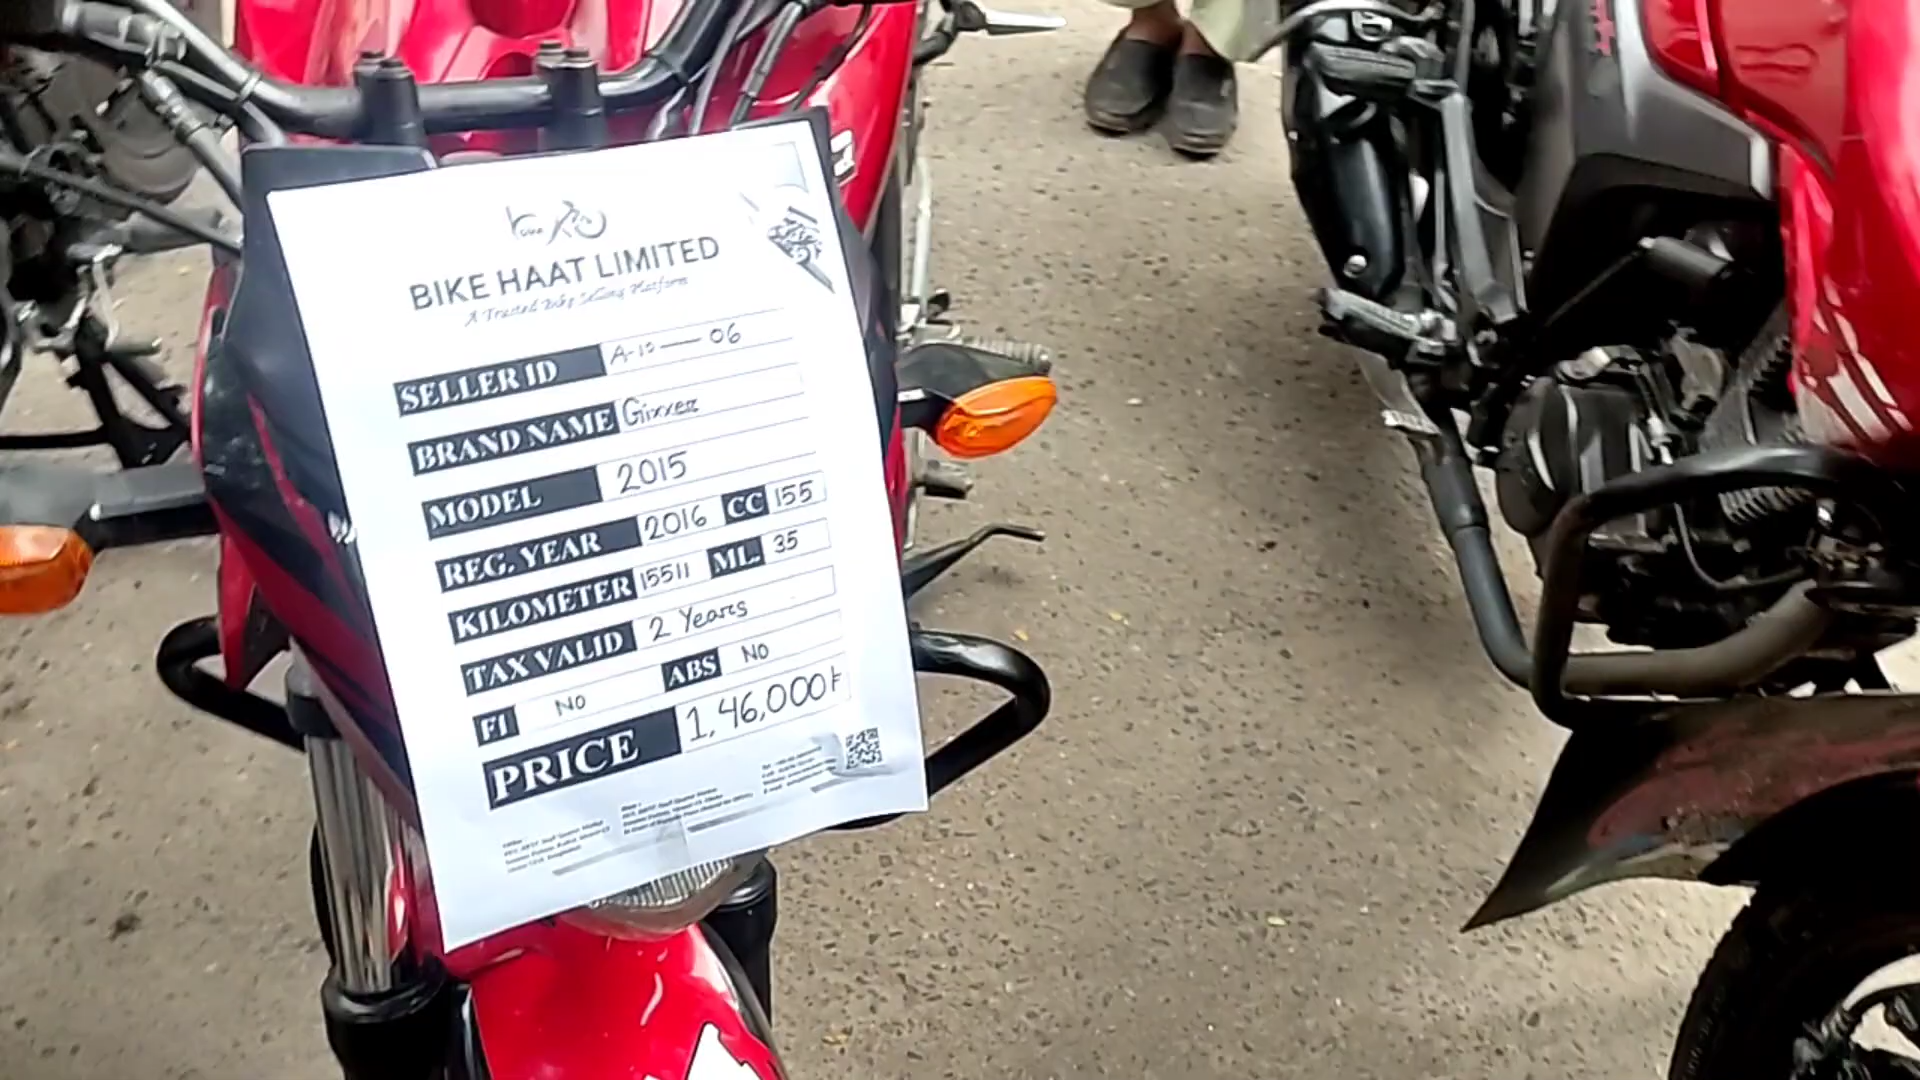 BIKE HAAT LIMITED
A Trusted Bike Selling Platform
SELLER ID A-10—06
BRAND NAME Gixxer
MODEL 2015
REG. YEAR 2016 CC 155
KILOMETER 15511 ML. 35
TAX VALID 2 Years
FI NO ABS NO
PRICE 1,46,000৳